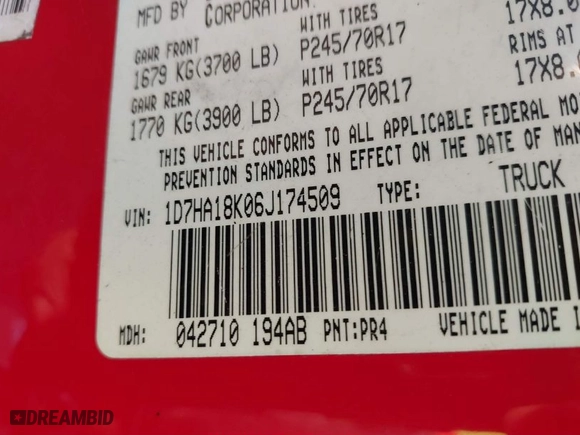 MFD BY CORPORATION
GAWR FRONT WITH TIRES 17X8.0
1679 KG(3700 LB) P245/70R17 RIMS AT
GAWR REAR WITH TIRES 17X8.
1770 KG(3900 LB) P245/70R17
THIS VEHICLE CONFORMS TO ALL APPLICABLE FEDERAL MO
PREVENTION STANDARDS IN EFFECT ON THE DATE OF MAN
VIN: 1D7HA18K06J174509 TYPE: TRUCK
MDH: 042710 194AB PNT:PR4 VEHICLE MADE I
DREAMBID